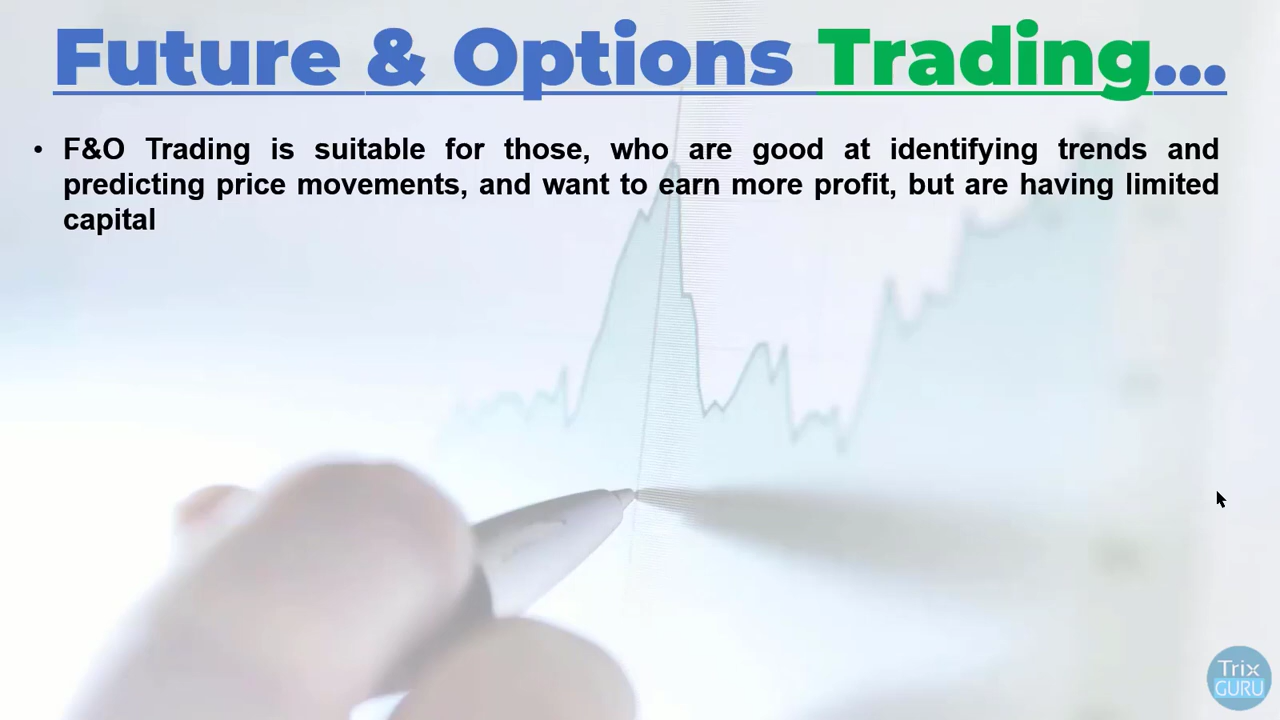 Future & Options Trading...
• F&O Trading is suitable for those, who are good at identifying trends and
predicting price movements, and want to earn more profit, but are having limited
capital
Trix
GURU